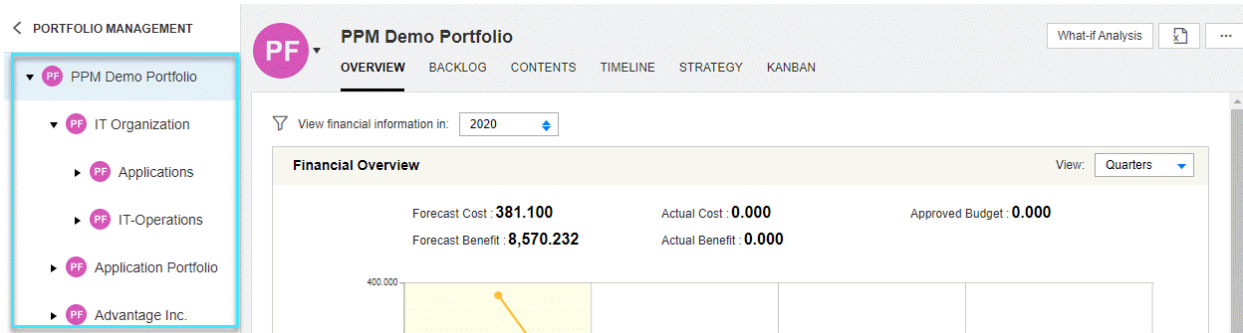 PORTFOLIO MANAGEMENT
PF PPM Demo Portfolio
PF IT Organization
PF Applications
PF IT-Operations
PF Application Portfolio
PF Advantage Inc.
PF
PPM Demo Portfolio
What-if Analysis
...
OVERVIEW BACKLOG CONTENTS TIMELINE STRATEGY KANBAN
View financial information in: 2020
Financial Overview
View: Quarters
Forecast Cost : 381.100 Actual Cost : 0.000 Approved Budget : 0.000
Forecast Benefit : 8,570.232 Actual Benefit : 0.000
400.000